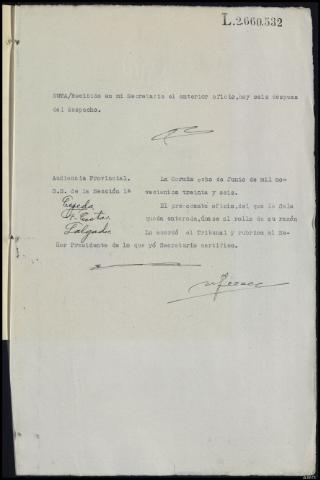 L.2660.532
NOTA/Recibido en mi Secretaria el anterior oficio,hoy seis despues
del despacho.
Audiencia Provincial.
S.S. de la Sección 1a
Cepeda
Salgado
La Coruña ocho de Junio de mil no-
vecientos treinta y seis.
El precedente oficio,del que la Sala
queda enterada,únase al rollo de su razón
Lo acordó el Tribunal y rubrica el Se-
ñor Presidente de lo que yó Secretario certifico.